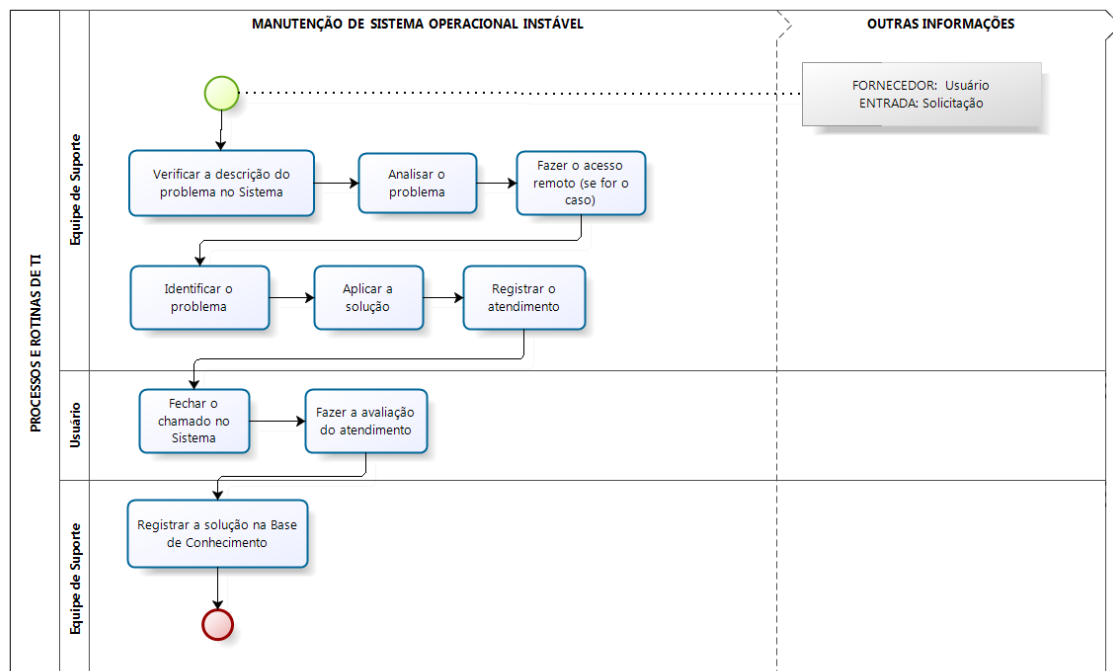 MANUTENÇÃO DE SISTEMA OPERACIONAL INSTÁVEL
OUTRAS INFORMAÇÕES
PROCESSOS E ROTINAS DE TI
Equipe de Suporte
FORNECEDOR: Usuário
ENTRADA: Solicitação
Verificar a descrição do
problema no Sistema
Analisar o
problema
Fazer o acesso
remoto (se for o
caso)
Identificar o
problema
Aplicar a
solução
Registrar o
atendimento
Usuário
Fechar o
chamado no
Sistema
Fazer a avaliação
do atendimento
Equipe de Suporte
Registrar a solução na Base
de Conhecimento